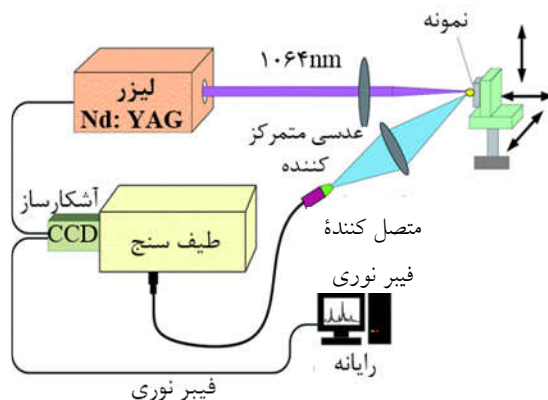 نمونه
۱۰۶۴nm
لیزر
Nd: YAG
عدسی متمرکز
کننده
آشکارساز
CCD
طیف سنج
متصل کنندهٔ
فیبر نوری
رایانه
فیبر نوری